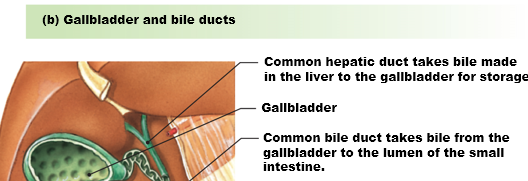 (b) Gallbladder and bile ducts
Common hepatic duct takes bile made
in the liver to the gallbladder for storage
Gallbladder
Common bile duct takes bile from the
gallbladder to the lumen of the small
intestine.